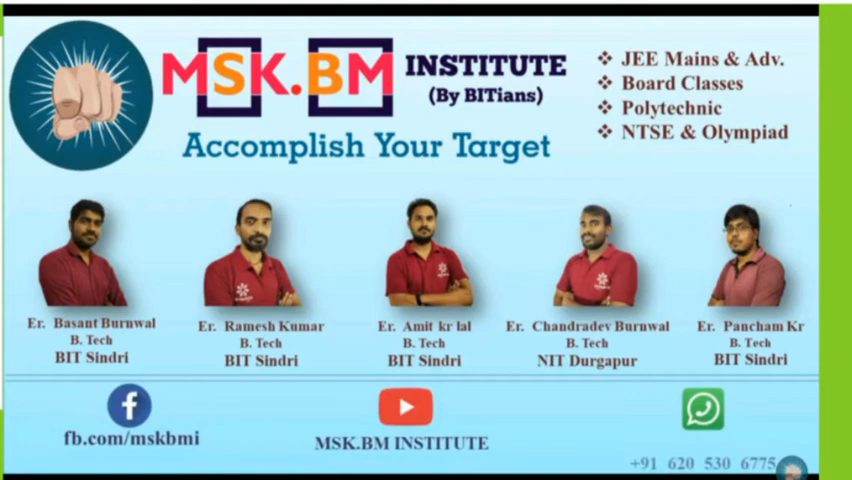 MSK.BM INSTITUTE
(By BITians)
Accomplish Your Target
❖ JEE Mains & Adv.
❖ Board Classes
❖ Polytechnic
❖ NTSE & Olympiad
Er. Basant Burnwal
B. Tech
BIT Sindri
Er. Ramesh Kumar
B. Tech
BIT Sindri
Er. Amit kr lal
B. Tech
BIT Sindri
Er. Chandradev Burnwal
B. Tech
NIT Durgapur
Er. Pancham Kr
B. Tech
BIT Sindri
fb.com/mskbmi
MSK.BM INSTITUTE
+91 620 530 6775